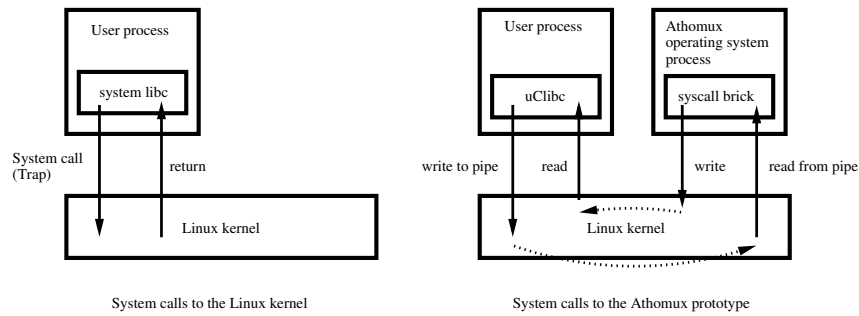 User process
system libc
System call
(Trap)
return
Linux kernel
System calls to the Linux kernel
User process
uClibc
Athomux
operating system
process
syscall brick
write to pipe
read
write
read from pipe
Linux kernel
System calls to the Athomux prototype